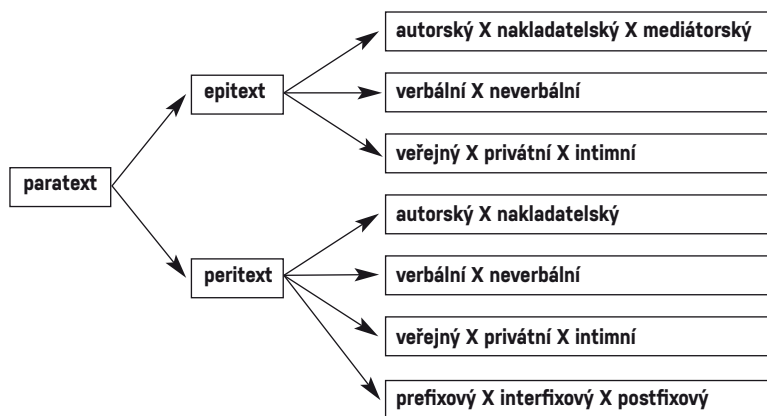 autorský X nakladatelský X mediátorský
epitext
verbální X neverbální
veřejný X privátní X intimní
paratext
autorský X nakladatelský
peritext
verbální X neverbální
veřejný X privátní X intimní
prefixový X interfixový X postfixový